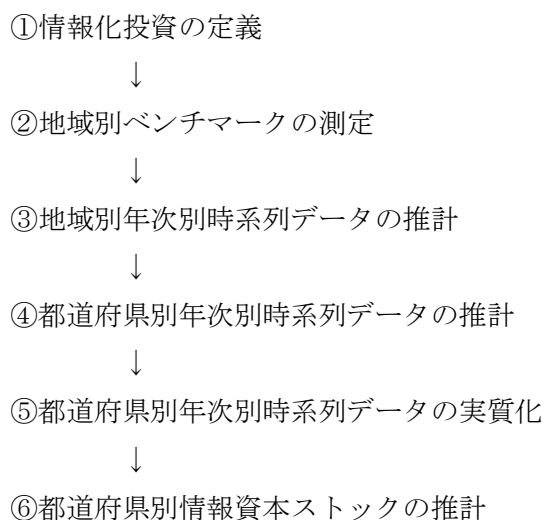 ①情報化投資の定義
↓
②地域別ベンチマークの測定
↓
③地域別年次別時系列データの推計
↓
④都道府県別年次別時系列データの推計
↓
⑤都道府県別年次別時系列データの実質化
↓
⑥都道府県別情報資本ストックの推計